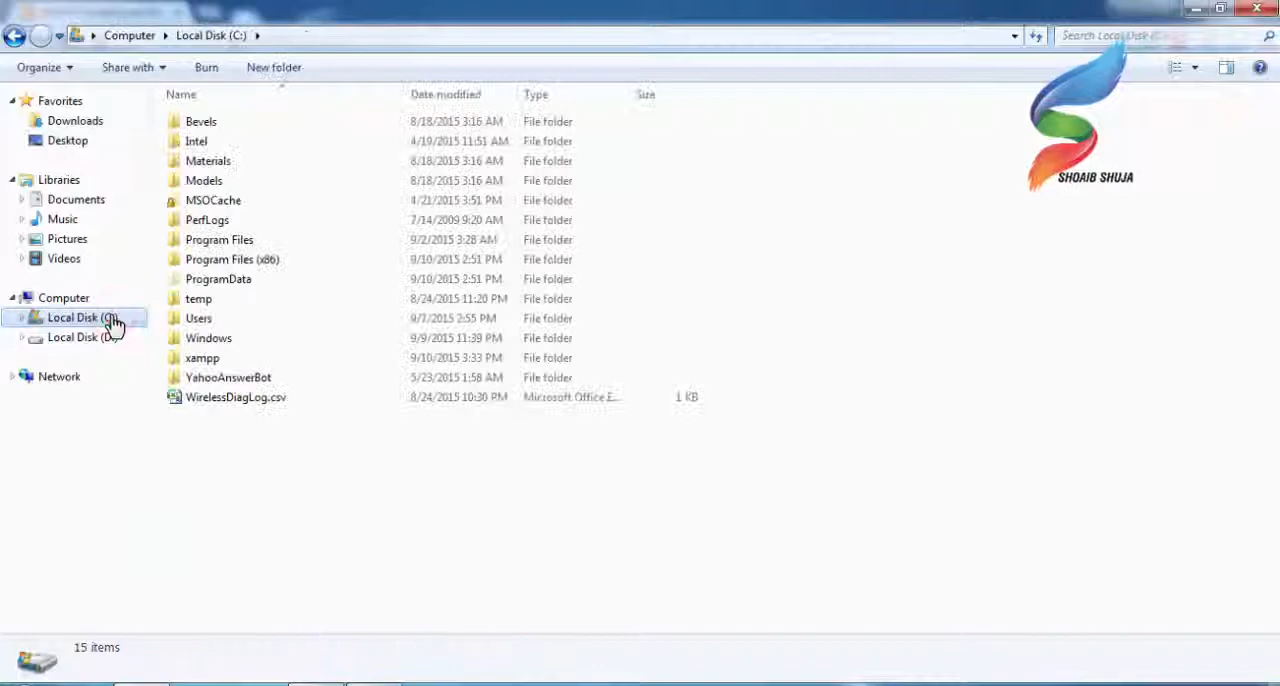 Computer Local Disk (C:)
Search Local Disk (C:)
Organize Share with Burn New folder
SHOAIB SHUJA
Name Date modified Type Size
Favorites
Downloads
Desktop
Libraries
Documents
Music
Pictures
Videos
Computer
Local Disk (C:)
Local Disk (D:)
Network
Bevels 8/18/2015 3:16 AM File folder
Intel 4/19/2015 11:51 AM File folder
Materials 8/18/2015 3:16 AM File folder
Models 8/18/2015 3:16 AM File folder
MSOCache 4/21/2015 3:51 PM File folder
PerfLogs 7/14/2009 9:20 AM File folder
Program Files 9/2/2015 3:28 AM File folder
Program Files (x86) 9/10/2015 2:51 PM File folder
ProgramData 9/10/2015 2:51 PM File folder
temp 8/24/2015 11:20 PM File folder
Users 9/7/2015 2:55 PM File folder
Windows 9/9/2015 11:39 PM File folder
xampp 9/10/2015 3:33 PM File folder
YahooAnswerBot 5/23/2015 1:58 AM File folder
WirelessDiagLog.csv 8/24/2015 10:30 PM Microsoft Office E... 1 KB
15 items